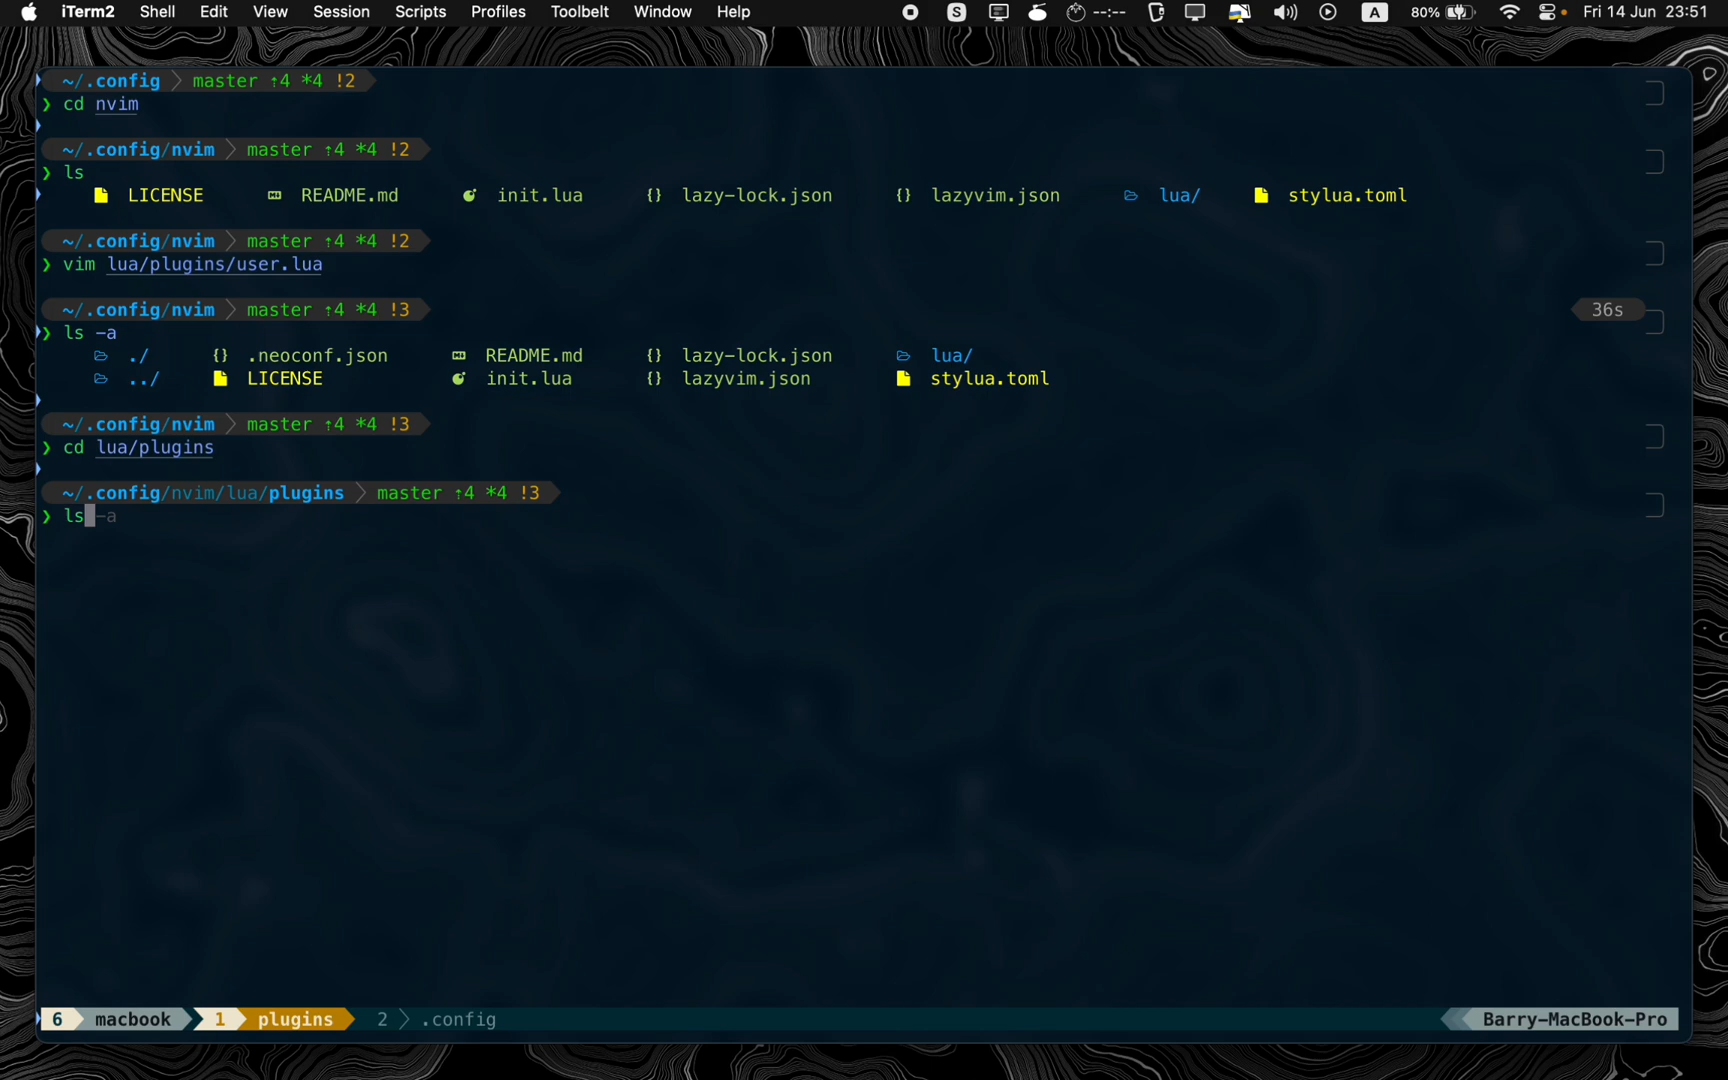 iTerm2 Shell Edit View Session Scripts Profiles Toolbelt Window Help S --:-- A 80% Fri 14 Jun 23:51
~/.config master ⇡4 *4 !2
❯ cd nvim
~/.config/nvim master ⇡4 *4 !2
❯ ls
LICENSE README.md init.lua {} lazy-lock.json {} lazyvim.json lua/ stylua.toml
~/.config/nvim master ⇡4 *4 !2
❯ vim lua/plugins/user.lua
~/.config/nvim master ⇡4 *4 !3 36s
❯ ls -a
./ {} .neoconf.json README.md {} lazy-lock.json lua/
../ LICENSE init.lua {} lazyvim.json stylua.toml
~/.config/nvim master ⇡4 *4 !3
❯ cd lua/plugins
~/.config/nvim/lua/plugins master ⇡4 *4 !3
❯ ls -a
6 macbook 1 plugins 2 .config Barry-MacBook-Pro